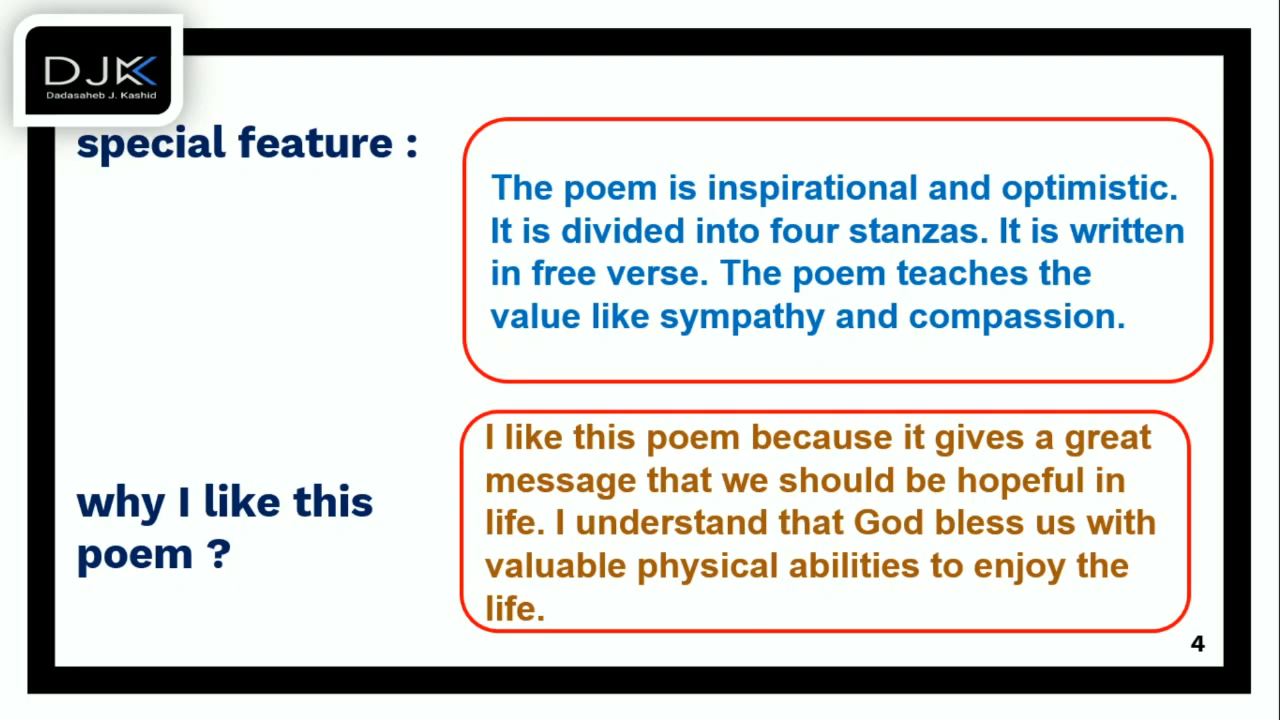 DJK
Dadasaheb J. Kashid
special feature :
The poem is inspirational and optimistic.
It is divided into four stanzas. It is written
in free verse. The poem teaches the
value like sympathy and compassion.
why I like this
poem ?
I like this poem because it gives a great
message that we should be hopeful in
life. I understand that God bless us with
valuable physical abilities to enjoy the
life.
4